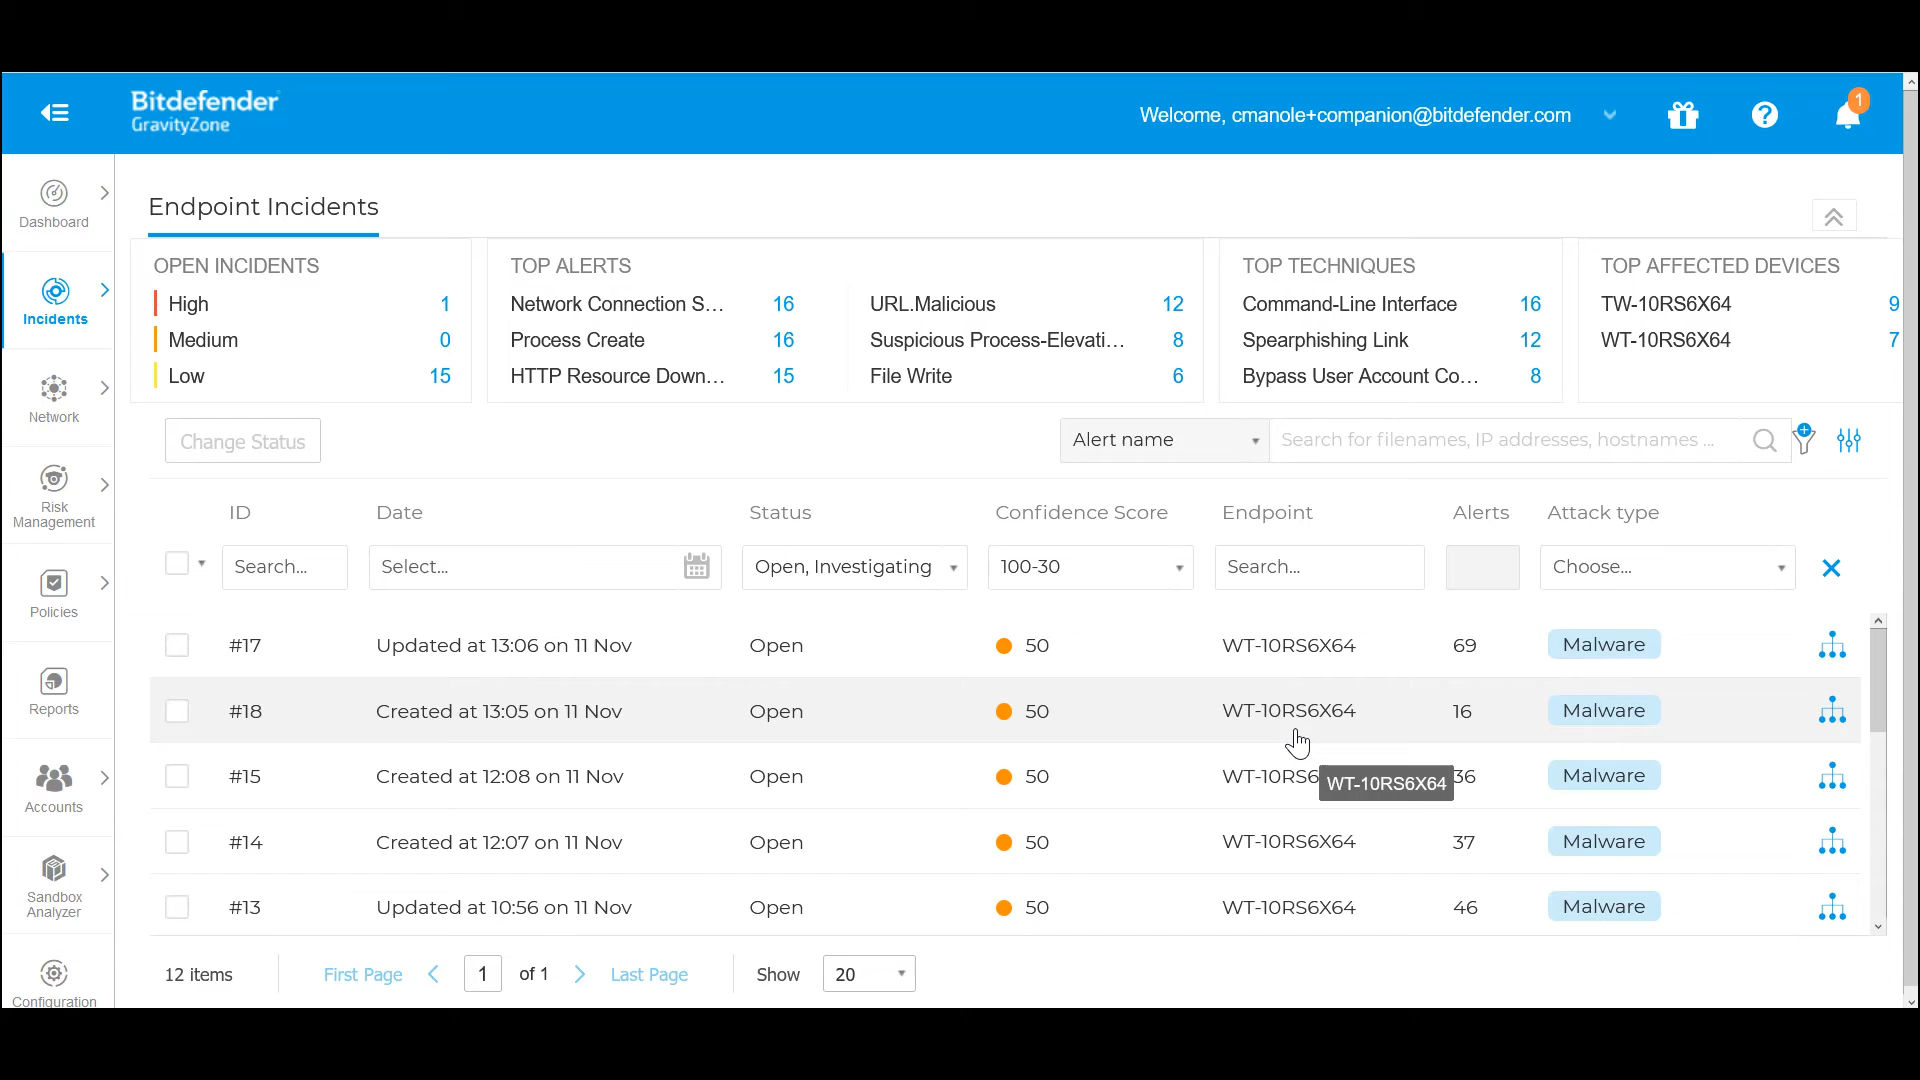 Bitdefender
GravityZone
Welcome, cmanole+companion@bitdefender.com
1
Dashboard
Incidents
Network
Risk
Management
Policies
Reports
Accounts
Sandbox
Analyzer
Configuration
Endpoint Incidents
OPEN INCIDENTS
High 1
Medium 0
Low 15
TOP ALERTS
Network Connection S... 16
Process Create 16
HTTP Resource Down... 15
URL.Malicious 12
Suspicious Process-Elevati... 8
File Write 6
TOP TECHNIQUES
Command-Line Interface 16
Spearphishing Link 12
Bypass User Account Co... 8
TOP AFFECTED DEVICES
TW-10RS6X64 9
WT-10RS6X64 7
Change Status
Alert name Search for filenames, IP addresses, hostnames ...
ID Date Status Confidence Score Endpoint Alerts Attack type
Search... Select... Open, Investigating 100-30 Search... Choose...
#17 Updated at 13:06 on 11 Nov Open 50 WT-10RS6X64 69 Malware
#18 Created at 13:05 on 11 Nov Open 50 WT-10RS6X64 16 Malware
#15 Created at 12:08 on 11 Nov Open 50 WT-10RS6 36 Malware
WT-10RS6X64
#14 Created at 12:07 on 11 Nov Open 50 WT-10RS6X64 37 Malware
#13 Updated at 10:56 on 11 Nov Open 50 WT-10RS6X64 46 Malware
12 items First Page 1 of 1 Last Page Show 20